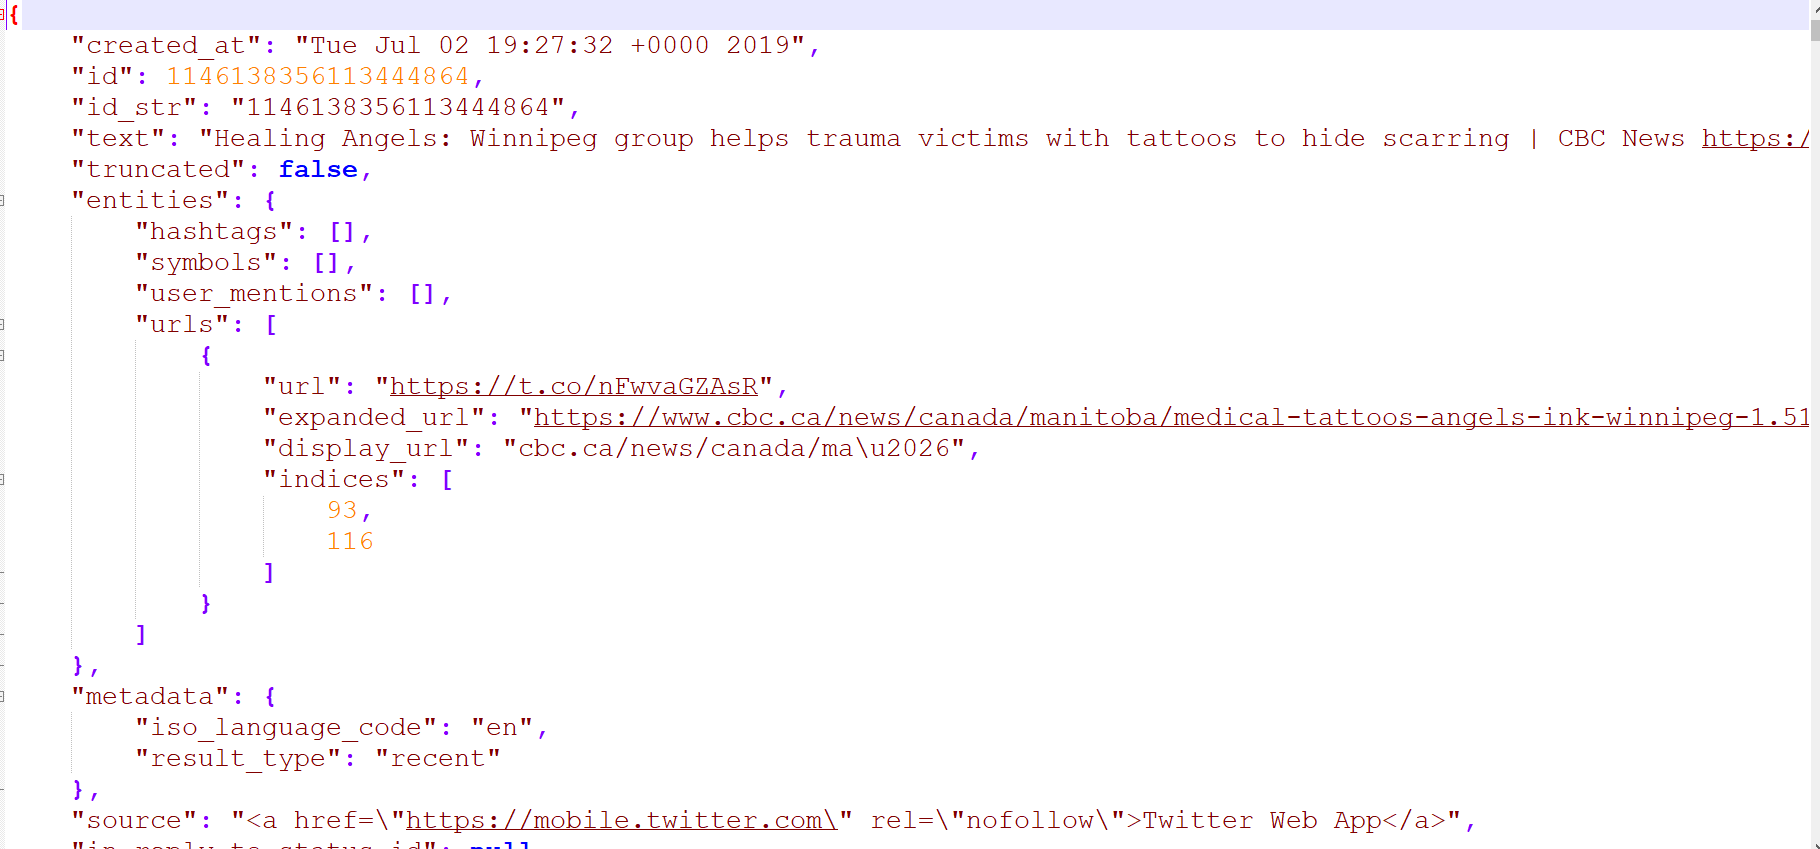 {
"created_at": "Tue Jul 02 19:27:32 +0000 2019",
"id": 1146138356113444864,
"id_str": "1146138356113444864",
"text": "Healing Angels: Winnipeg group helps trauma victims with tattoos to hide scarring | CBC News https:/
"truncated": false,
"entities": {
"hashtags": [],
"symbols": [],
"user_mentions": [],
"urls": [
{
"url": "https://t.co/nFwvaGZAsR",
"expanded_url": "https://www.cbc.ca/news/canada/manitoba/medical-tattoos-angels-ink-winnipeg-1.51
"display_url": "cbc.ca/news/canada/ma\u2026",
"indices": [
93,
116
]
}
]
},
"metadata": {
"iso_language_code": "en",
"result_type": "recent"
},
"source": "<a href=\"https://mobile.twitter.com\" rel=\"nofollow\">Twitter Web App</a>",
"in_reply_to_status_id": null